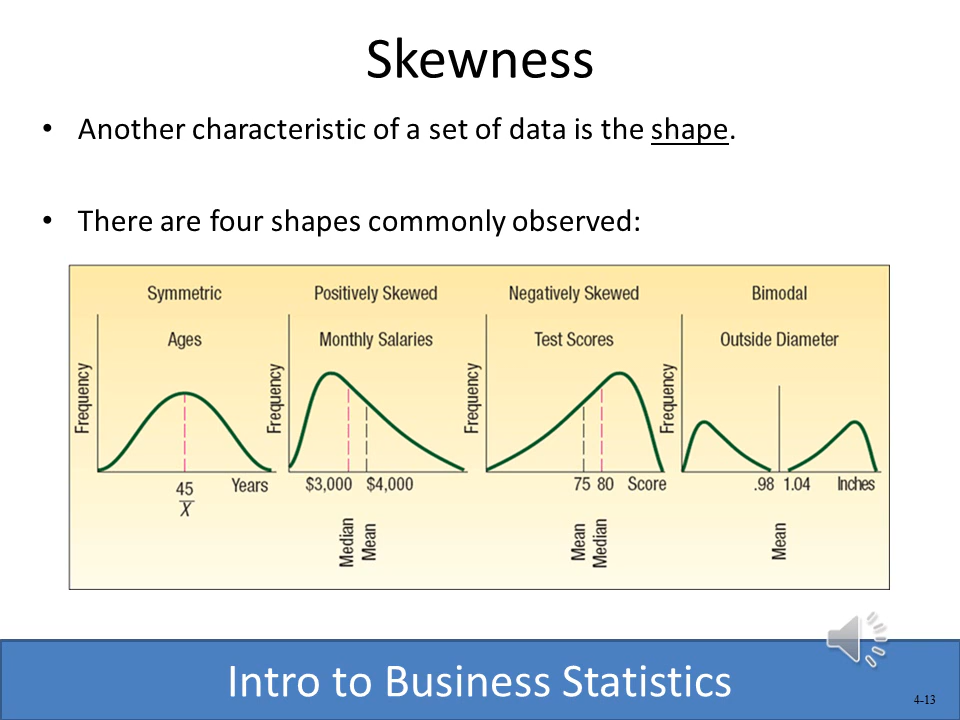 Skewness
• Another characteristic of a set of data is the shape.
• There are four shapes commonly observed:
Symmetric
Ages
Frequency
45
X
Years
Positively Skewed
Monthly Salaries
Frequency
$3,000 $4,000
Median
Mean
Negatively Skewed
Test Scores
Frequency
75 80 Score
Mean
Median
Bimodal
Outside Diameter
Frequency
.98 1.04 Inches
Mean
Intro to Business Statistics
4-13